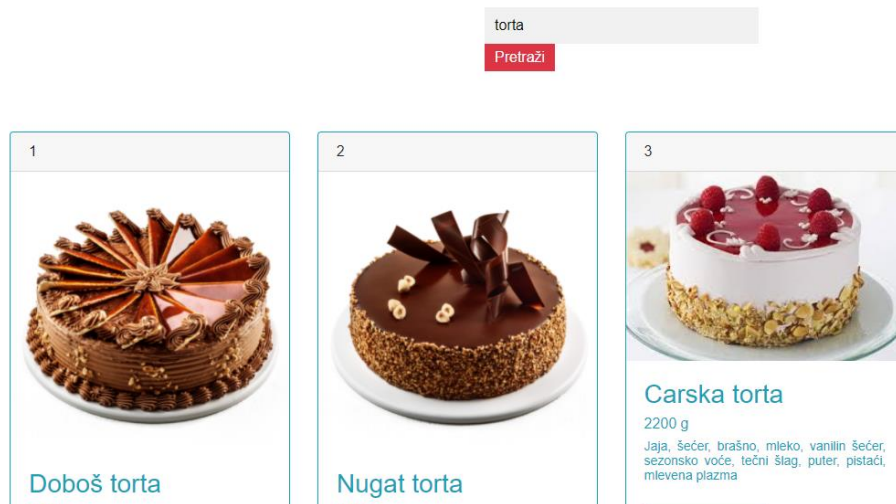 torta
Pretraži
1
2
3
Doboš torta
Nugat torta
Carska torta
2200 g
Jaja, šećer, brašno, mleko, vanilin šećer,
sezonsko voće, tečni šlag, puter, pistaći,
mlevena plazma